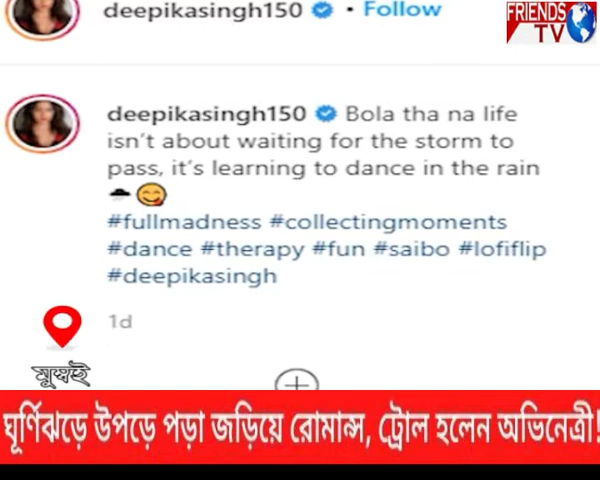 deepikasingh150 • Follow
FRIENDS
TV
deepikasingh150 Bola tha na life
isn't about waiting for the storm to
pass, it's learning to dance in the rain
#fullmadness #collectingmoments
#dance #therapy #fun #saibo #lofiflip
#deepikasingh
1d
মুম্বই
ঘূর্ণিঝড়ে উপড়ে পড়া জড়িয়ে রোমান্স, ট্রোল হলেন অভিনেত্রী!